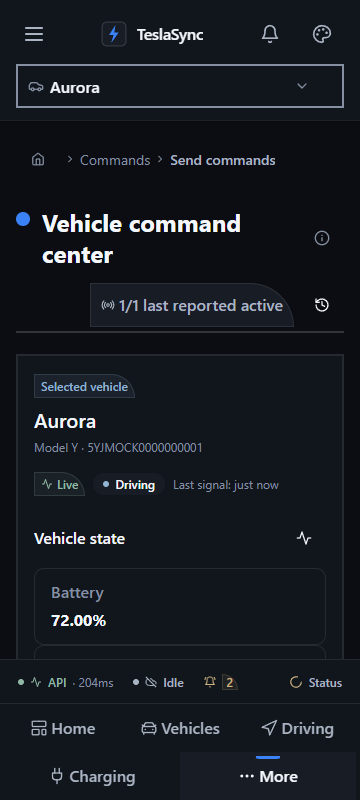 TeslaSync
Aurora
Commands Send commands
Vehicle command
center
1/1 last reported active
Selected vehicle
Aurora
Model Y · 5YJMOCK0000000001
Live Driving Last signal: just now
Vehicle state
Battery
72.00%
API · 204ms Idle 2 Status
Home Vehicles Driving
Charging More